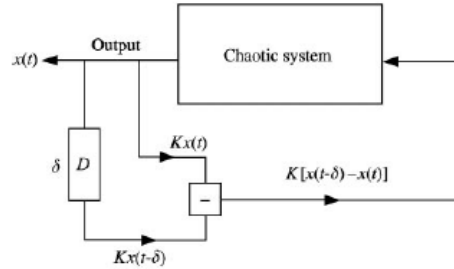 Output
x(t)
Chaotic system
Kx(t)
δ
D
K[x(t-δ)-x(t)]
−
Kx(t-δ)